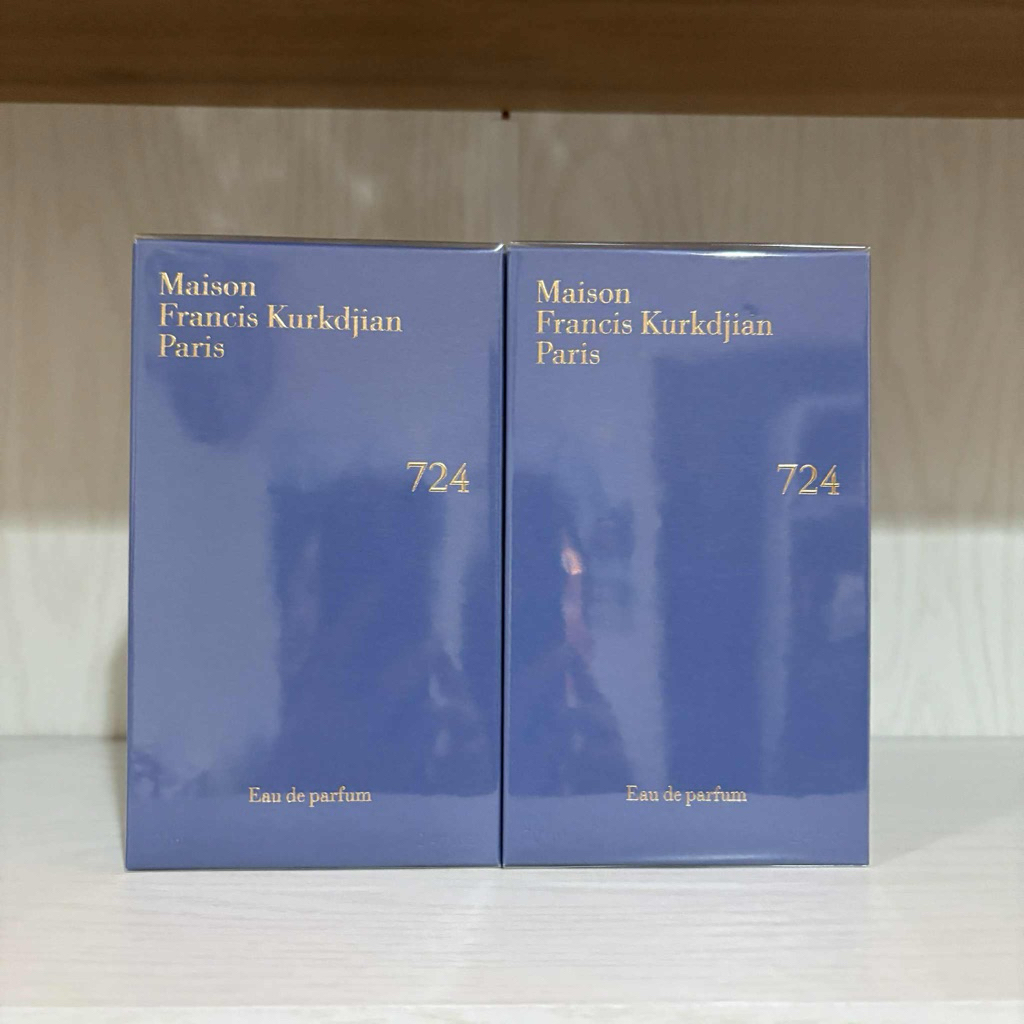 Maison
Francis Kurkdjian
Paris
724
Eau de parfum
Maison
Francis Kurkdjian
Paris
724
Eau de parfum